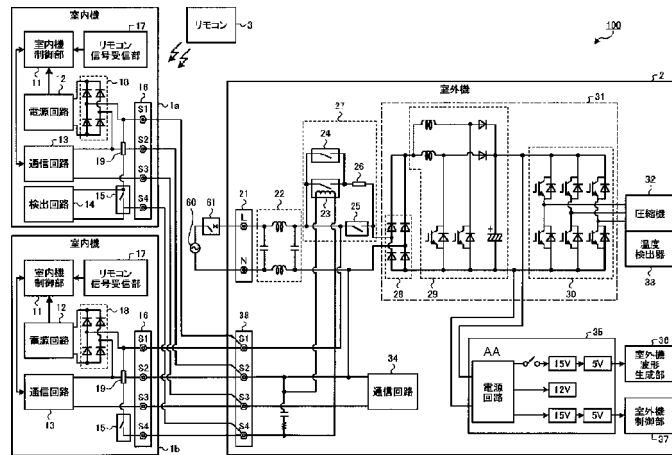 室内機
室内機制御部
11
リモコン信号受信部
17
2
電源回路
18
16
1a
S1
S2
S3
S4
13
通信回路
19
検出回路
14
15
リモコン
3
100
室内機
室内機制御部
11
リモコン信号受信部
17
12
電源回路
18
16
通信回路
13
19
15
S1
S2
S3
S4
1b
室外機
2
60
61
21
L
N
22
27
24
23
26
25
28
29
30
31
32
圧縮機
温度検出器
33
38
S1
S2
S3
S4
34
通信回路
35
AA
電源回路
15V
5V
12V
15V
5V
36
室外機波形生成部
室外機制御部
37